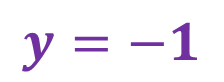 y = −1